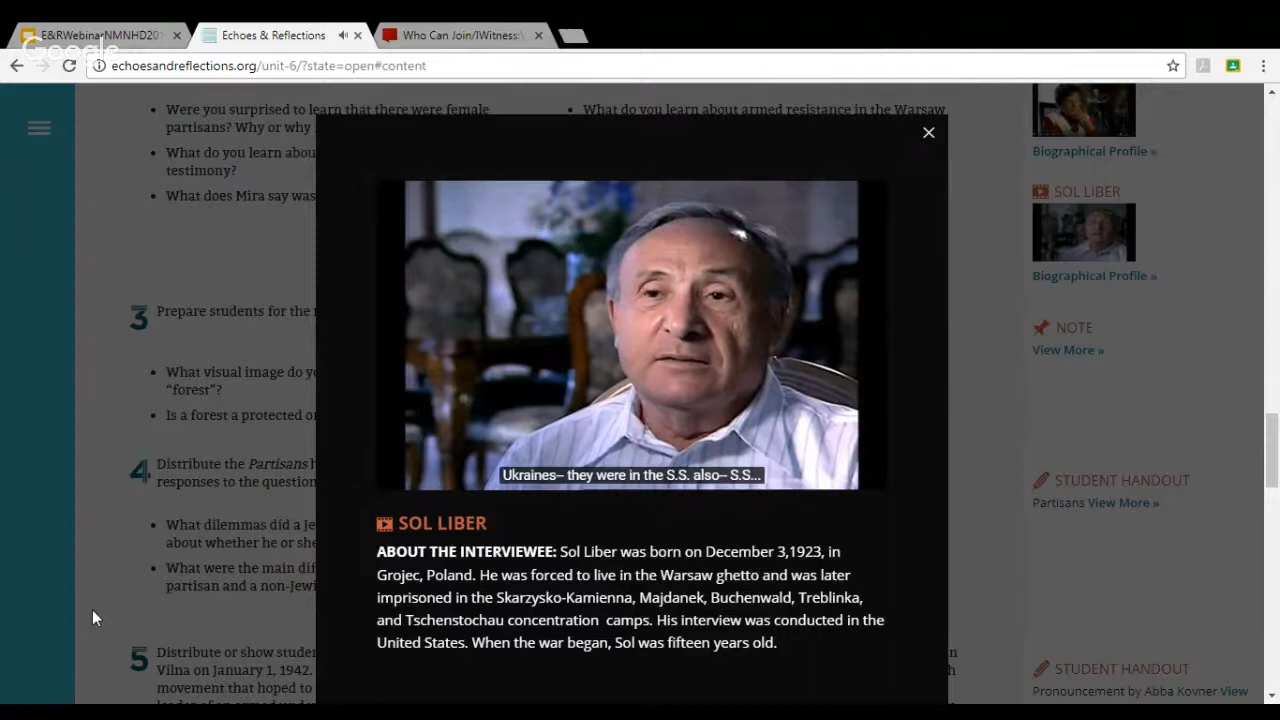 E&RWebinarNMNHD201
Echoes & Reflections
Who Can Join/IWitness:
Google
echoesandreflections.org/unit-6/?state=open#content
Were you surprised to learn that there were female
partisans? Why or why
What do you learn abou
testimony?
What does Mira say was
What do you learn about armed resistance in the Warsaw
Biographical Profile »
SOL LIBER
Biographical Profile »
3 Prepare students for the
NOTE
View More »
What visual image do yo
"forest"?
Is a forest a protected or
4 Distribute the Partisans h
responses to the question
STUDENT HANDOUT
Partisans View More »
What dilemmas did a Je
about whether he or she
What were the main dif
partisan and a non-Jewi
5 Distribute or show student
Vilna on January 1, 1942.
movement that hoped to
STUDENT HANDOUT
Pronouncement by Abba Kovner View
Ukraines– they were in the S.S. also– S.S...
SOL LIBER
ABOUT THE INTERVIEWEE: Sol Liber was born on December 3,1923, in
Grojec, Poland. He was forced to live in the Warsaw ghetto and was later
imprisoned in the Skarzysko-Kamienna, Majdanek, Buchenwald, Treblinka,
and Tschenstochau concentration camps. His interview was conducted in the
United States. When the war began, Sol was fifteen years old.